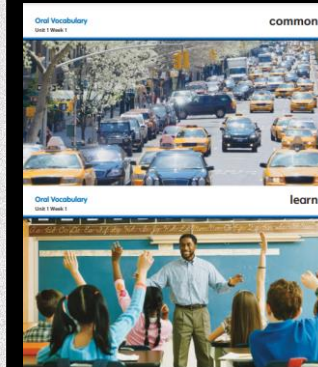 Oral Vocabulary
Unit 1 Week 1
common
Oral Vocabulary
Unit 1 Week 1
learn